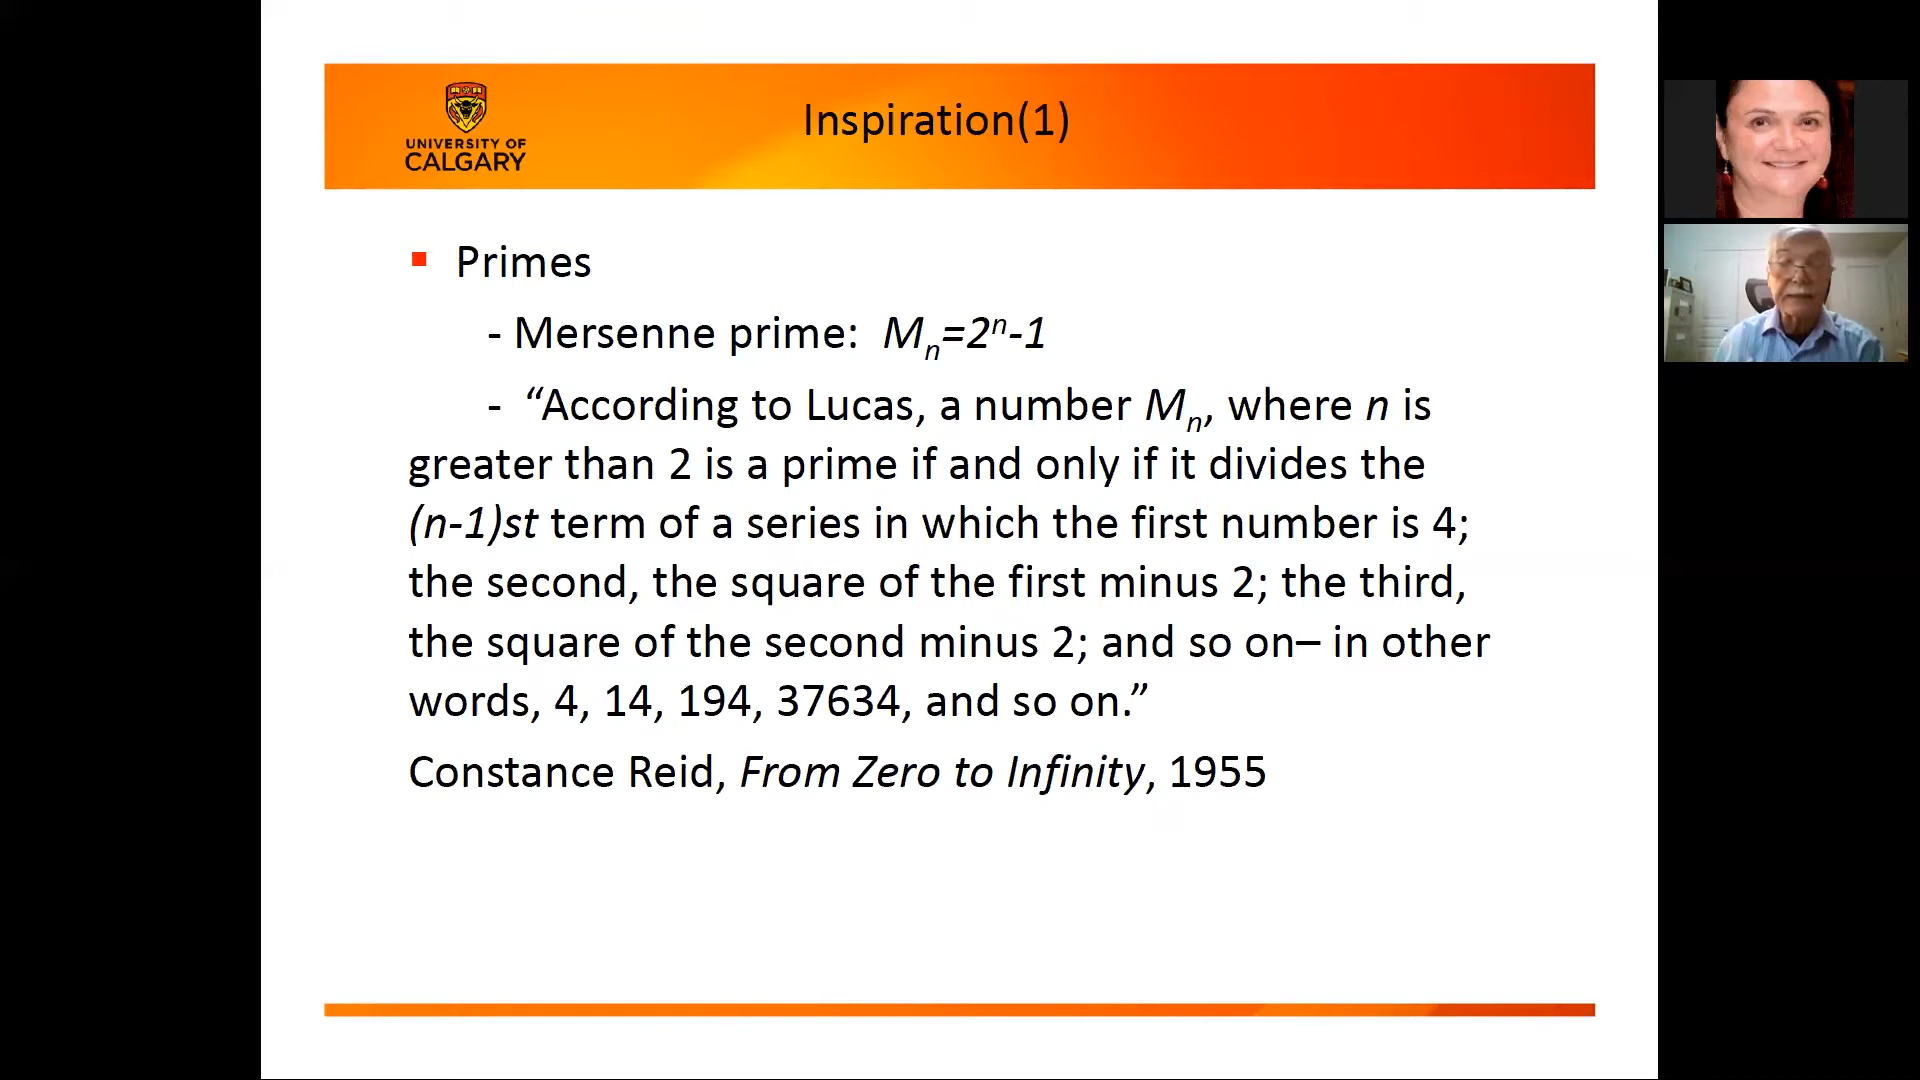 UNIVERSITY OF
CALGARY
Inspiration(1)
▪ Primes
- Mersenne prime: Mₙ=2ⁿ-1
- “According to Lucas, a number Mₙ, where n is
greater than 2 is a prime if and only if it divides the
(n-1)st term of a series in which the first number is 4;
the second, the square of the first minus 2; the third,
the square of the second minus 2; and so on– in other
words, 4, 14, 194, 37634, and so on.”
Constance Reid, From Zero to Infinity, 1955